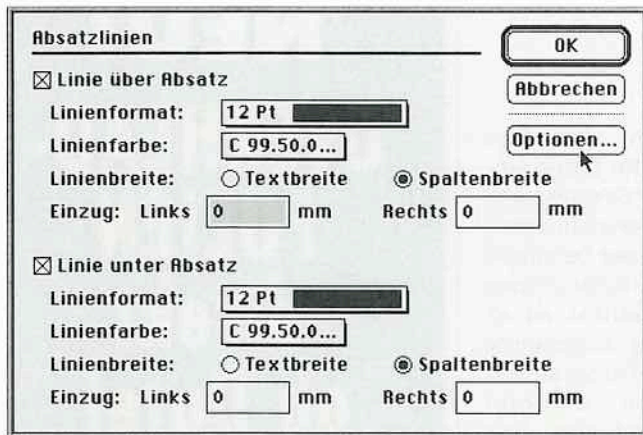 Absatzlinien
OK
Abbrechen
Optionen...
Linie über Absatz
Linienformat: 12 Pt
Linienfarbe: C 99.50.0...
Linienbreite: Textbreite Spaltenbreite
Einzug: Links 0 mm Rechts 0 mm
Linie unter Absatz
Linienformat: 12 Pt
Linienfarbe: C 99.50.0...
Linienbreite: Textbreite Spaltenbreite
Einzug: Links 0 mm Rechts 0 mm